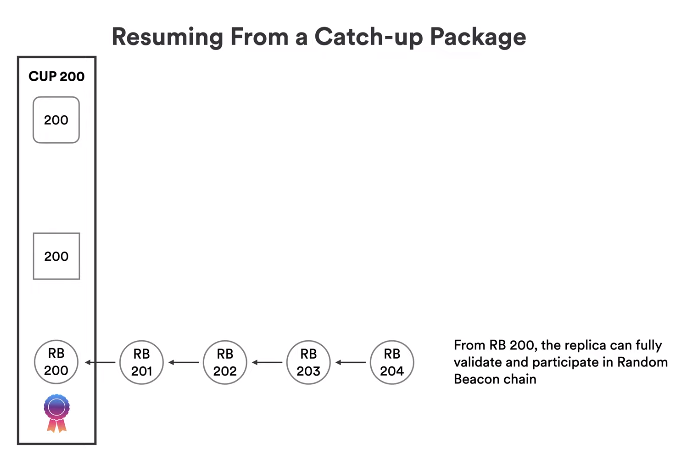 Resuming From a Catch-up Package
CUP 200
200
200
RB
200
RB
201
RB
202
RB
203
RB
204
From RB 200, the replica can fully
validate and participate in Random
Beacon chain